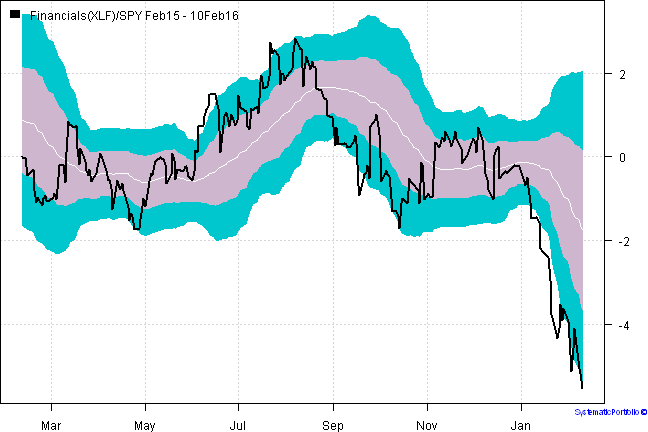 Financials(XLF)/SPY Feb15 - 10Feb16
2
0
-2
-4
Mar May Jul Sep Nov Jan
SystematicPortfolio ©